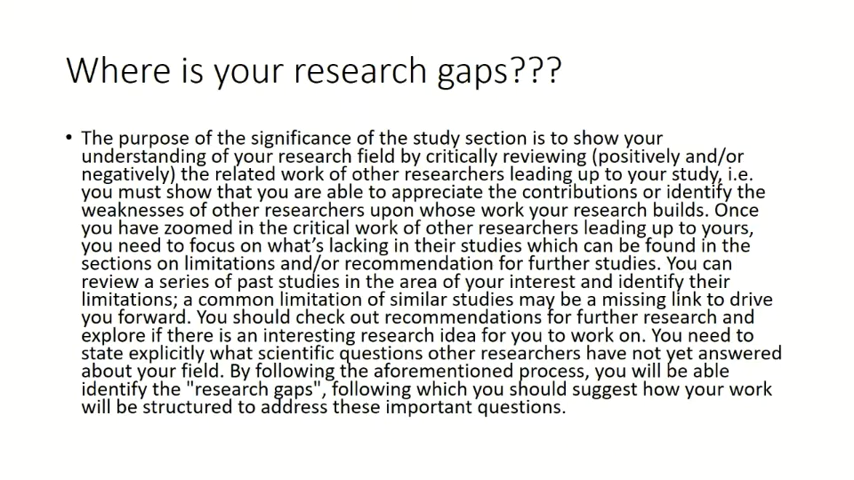 Where is your research gaps???
• The purpose of the significance of the study section is to show your
understanding of your research field by critically reviewing (positively and/or
negatively) the related work of other researchers leading up to your study, i.e.
you must show that you are able to appreciate the contributions or identify the
weaknesses of other researchers upon whose work your research builds. Once
you have zoomed in the critical work of other researchers leading up to yours,
you need to focus on what's lacking in their studies which can be found in the
sections on limitations and/or recommendation for further studies. You can
review a series of past studies in the area of your interest and identify their
limitations; a common limitation of similar studies may be a missing link to drive
you forward. You should check out recommendations for further research and
explore if there is an interesting research idea for you to work on. You need to
state explicitly what scientific questions other researchers have not yet answered
about your field. By following the aforementioned process, you will be able
identify the "research gaps", following which you should suggest how your work
will be structured to address these important questions.